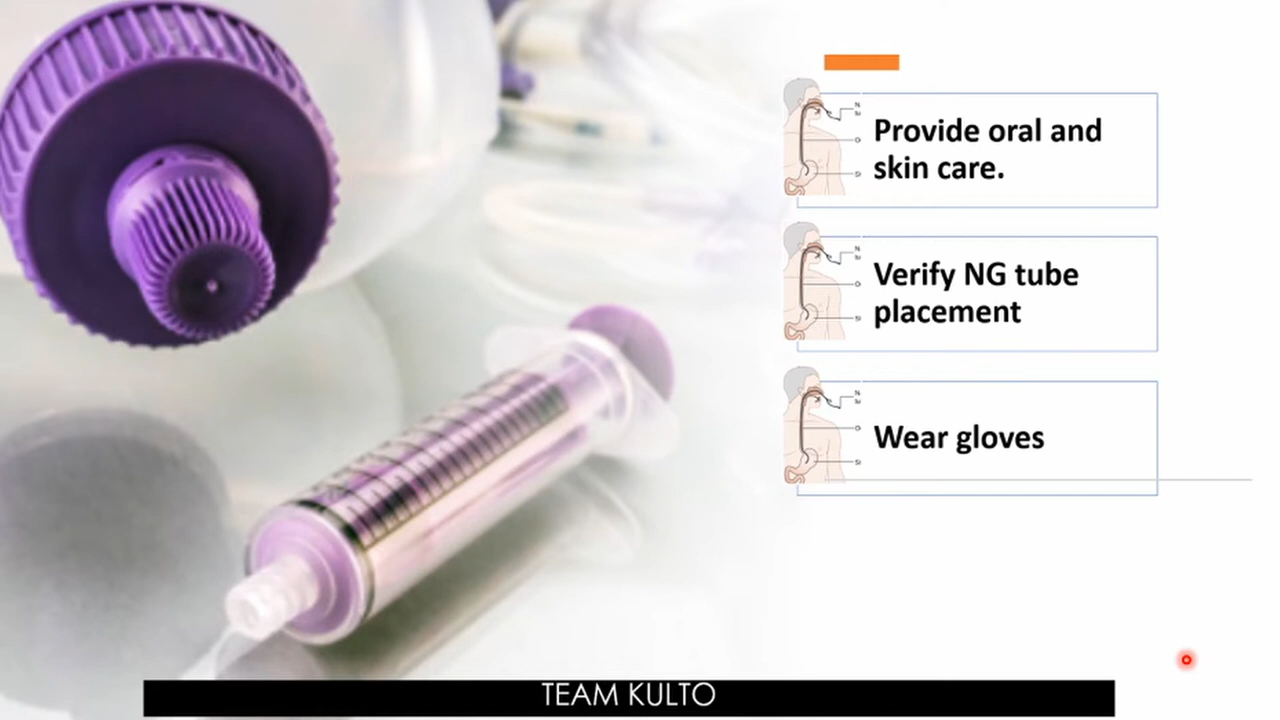 Provide oral and
skin care.
Verify NG tube
placement
Wear gloves
TEAM KULTO